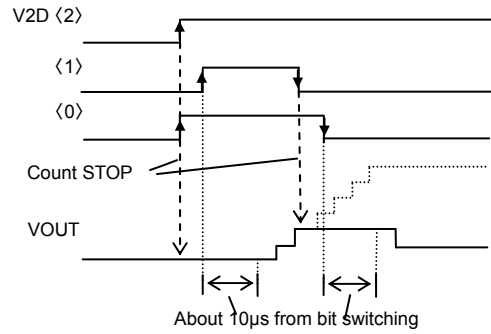 V2D〈2〉
〈1〉
〈0〉
Count STOP
VOUT
About 10μs from bit switching